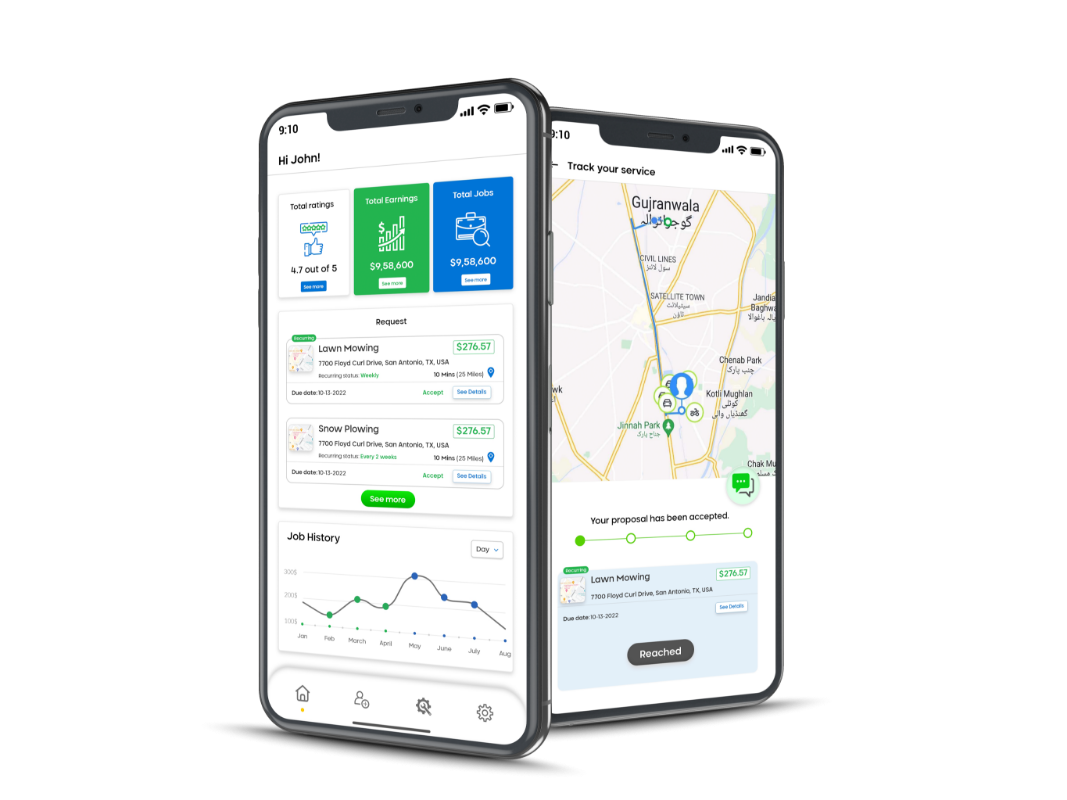 9:10
Hi John!
Total ratings
4.7 out of 5
See more
Total Earnings
$
$9,58,600
See more
Total Jobs
$9,58,600
See more
Request
Recurring
Lawn Mowing
$276.57
7700 Floyd Curl Drive, San Antonio, TX, USA
Recurring status: Weekly
10 Mins (25 Miles)
Due date:10-13-2022
Accept
See Details
Snow Plowing
$276.57
7700 Floyd Curl Drive, San Antonio, TX, USA
Recurring status: Every 2 weeks
10 Mins (25 Miles)
Due date:10-13-2022
Accept
See Details
See more
Job History
Day
300$
200$
100$
Jan Feb March April May June July Aug
9:10
Track your service
Gujranwala
گوجرانوالہ
CIVIL LINES
سول لائنز
SATELLITE TOWN
سیٹیلائٹ
ٹاؤن
Jandia
Baghwa
Chenab Park
چنب پارک
wk
Kotli Mughlan
کوٹلی
Jinnah Park
جناح پارک
Chak Mu
Your proposal has been accepted.
Recurring
Lawn Mowing
$276.57
7700 Floyd Curl Drive, San Antonio, TX, USA
See Details
Due date:10-13-2022
Reached